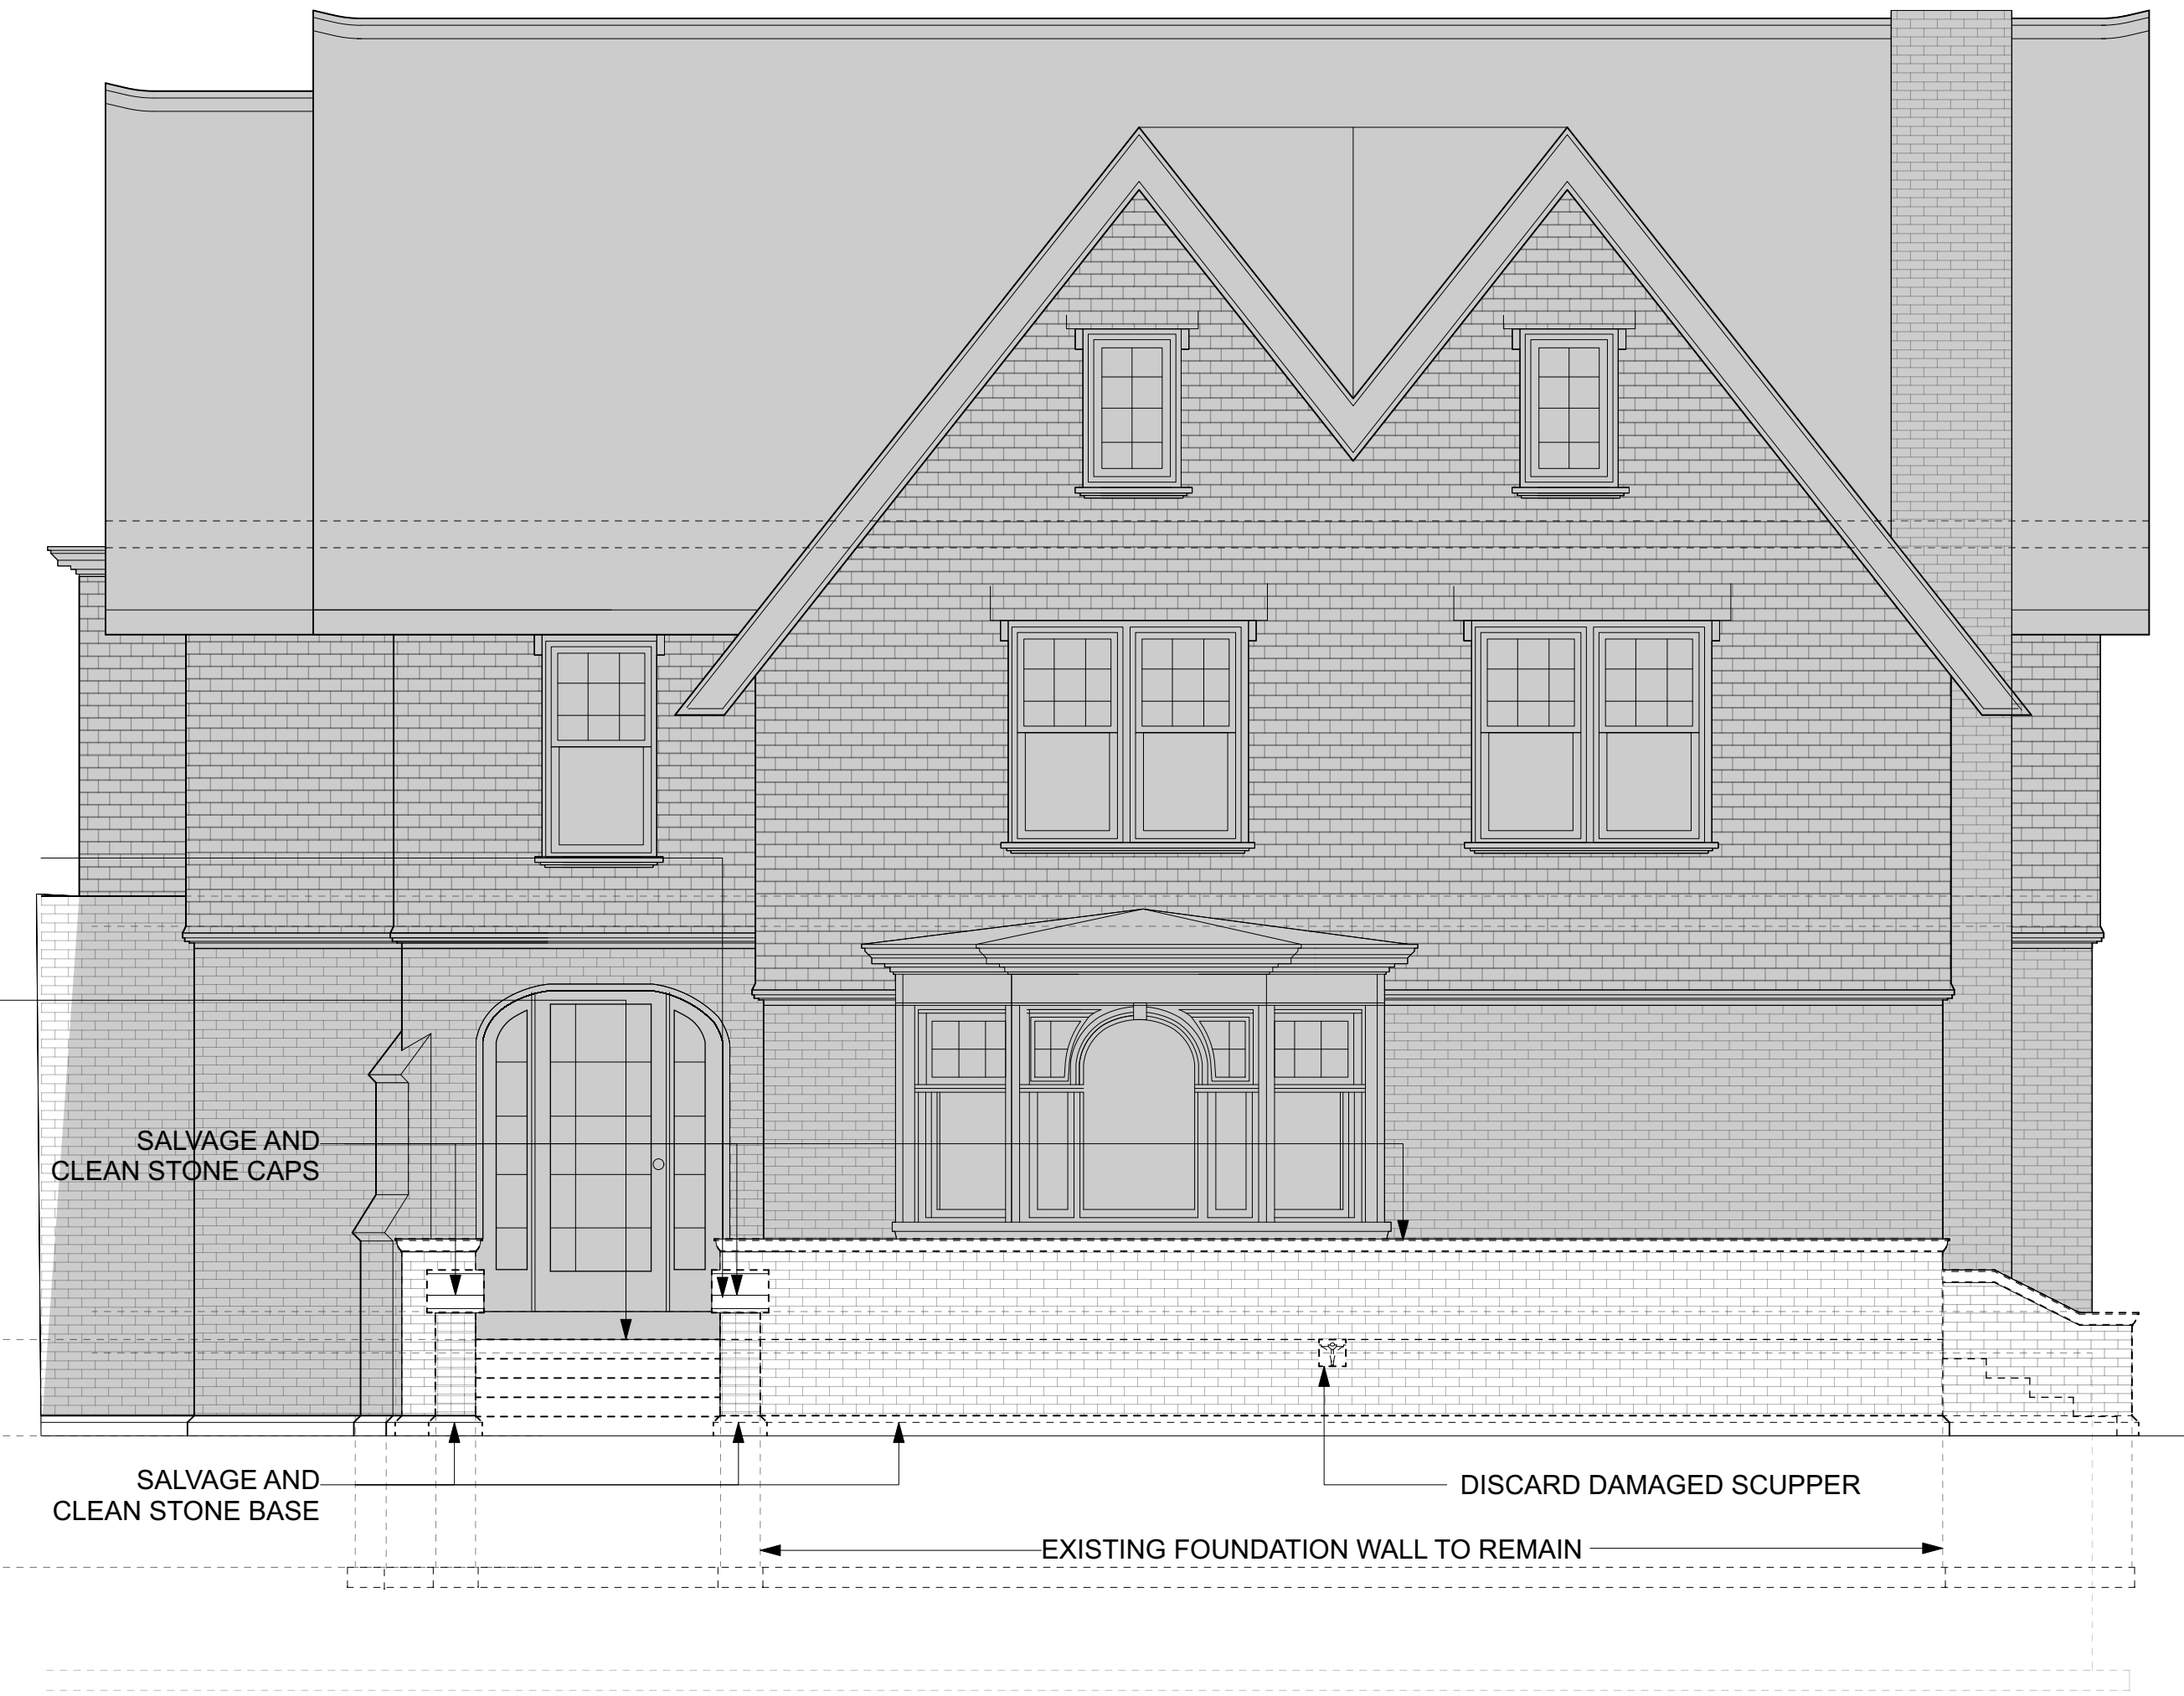 SALVAGE AND
CLEAN STONE CAPS
SALVAGE AND
CLEAN STONE BASE
DISCARD DAMAGED SCUPPER
EXISTING FOUNDATION WALL TO REMAIN